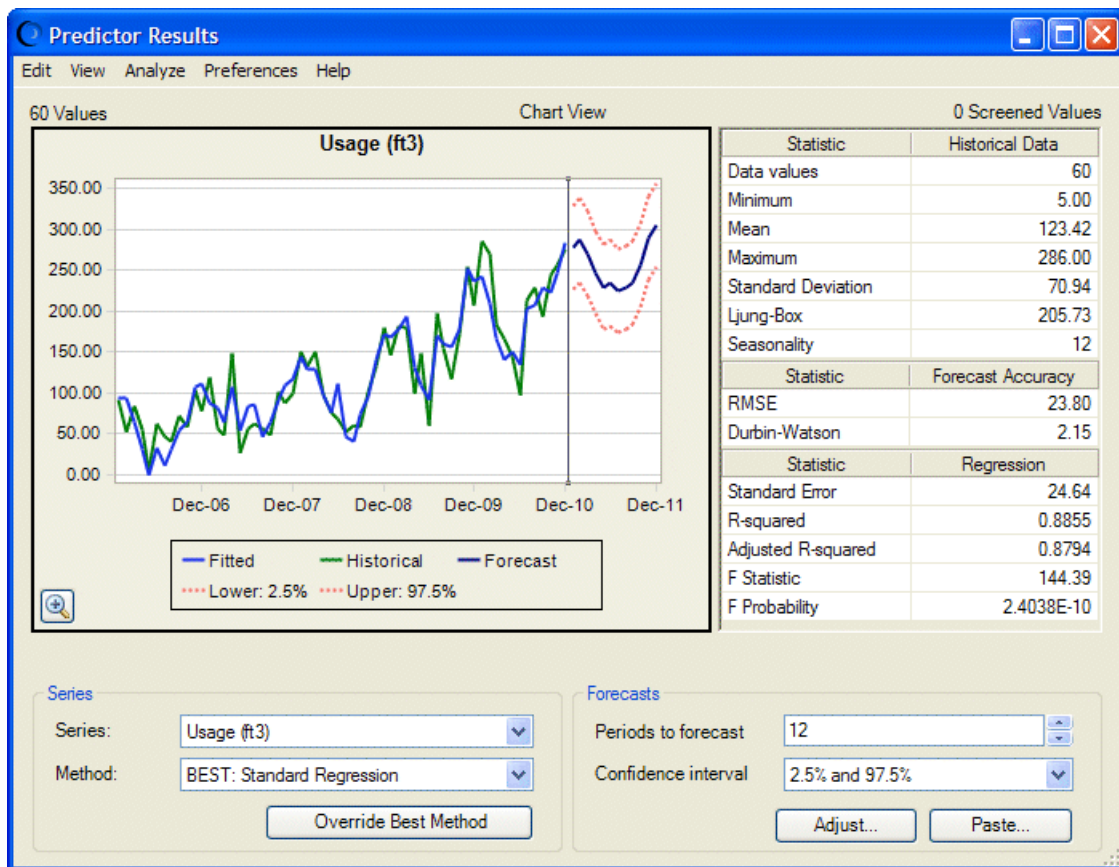 Predictor Results
Edit View Analyze Preferences Help
60 Values Chart View 0 Screened Values
Usage (ft3)
350.00
300.00
250.00
200.00
150.00
100.00
50.00
0.00
Dec-06 Dec-07 Dec-08 Dec-09 Dec-10 Dec-11
Fitted Historical Forecast
Lower: 2.5% Upper: 97.5%
Statistic Historical Data
Data values 60
Minimum 5.00
Mean 123.42
Maximum 286.00
Standard Deviation 70.94
Ljung-Box 205.73
Seasonality 12
Statistic Forecast Accuracy
RMSE 23.80
Durbin-Watson 2.15
Statistic Regression
Standard Error 24.64
R-squared 0.8855
Adjusted R-squared 0.8794
F Statistic 144.39
F Probability 2.4038E-10
Series
Series: Usage (ft3)
Method: BEST: Standard Regression
Override Best Method
Forecasts
Periods to forecast 12
Confidence interval 2.5% and 97.5%
Adjust... Paste...